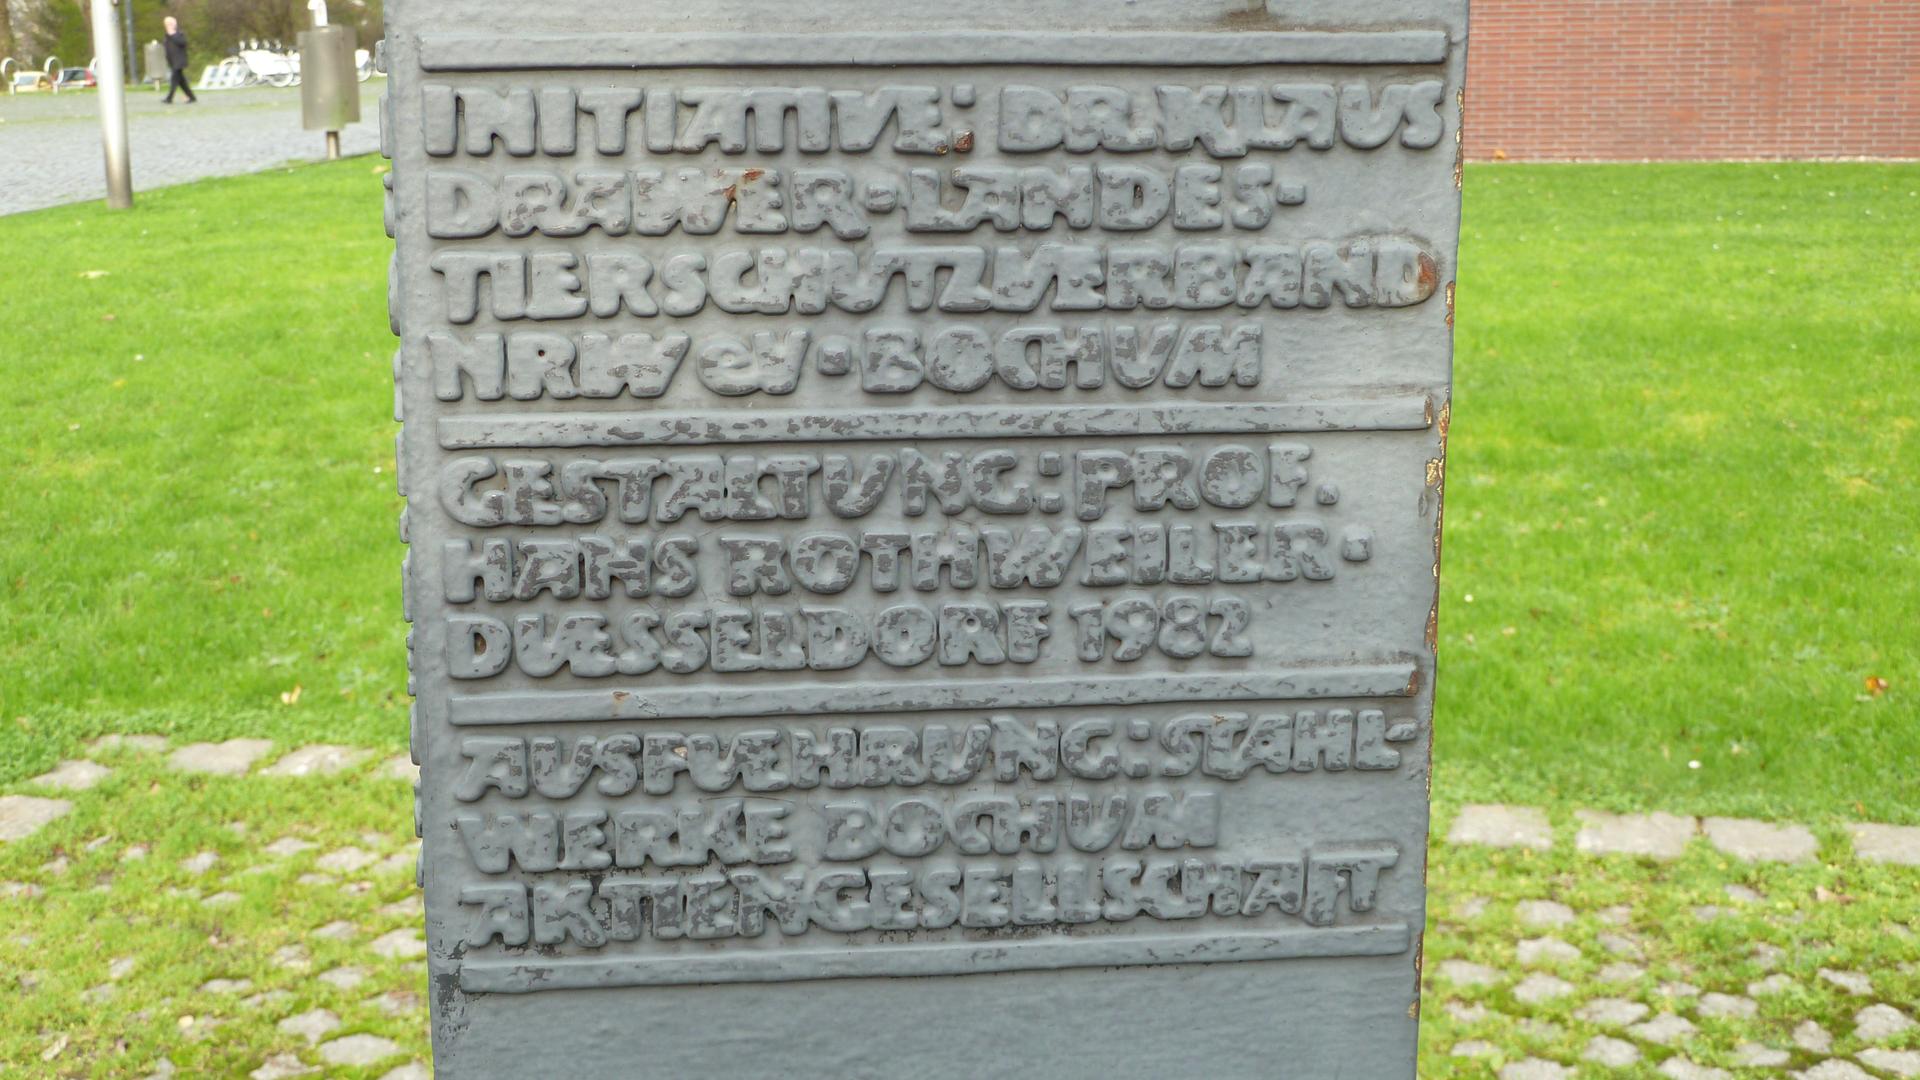 INITIATIVE: DR. KLAUS
DRAWER · LANDES-
TIERSCHUTZVERBAND
NRW eV · BOCHUM
GESTALTUNG: PROF.
HANS ROTHWEILER ·
DUESSELDORF 1982
AUSFUEHRUNG: STAHL-
WERKE BOCHUM
AKTIENGESELLSCHAFT